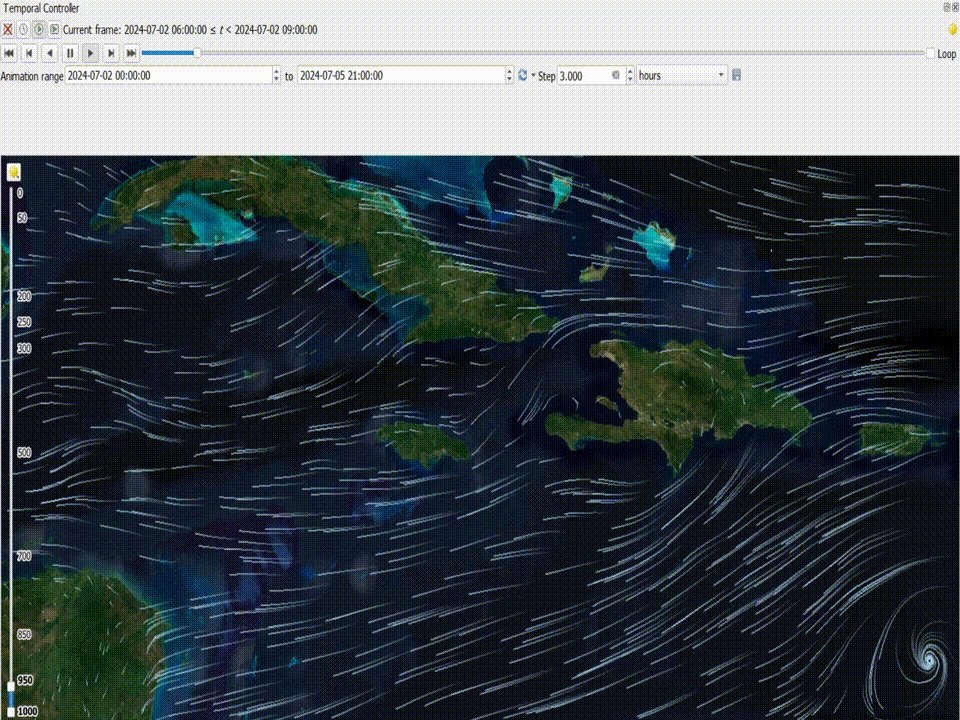 Temporal Controller
Current frame: 2024-07-02 06:00:00 ≤ t < 2024-07-02 09:00:00
Loop
Animation range 2024-07-02 00:00:00 to 2024-07-05 21:00:00 Step 3.000 hours
0
50
200
250
300
500
700
850
950
1000